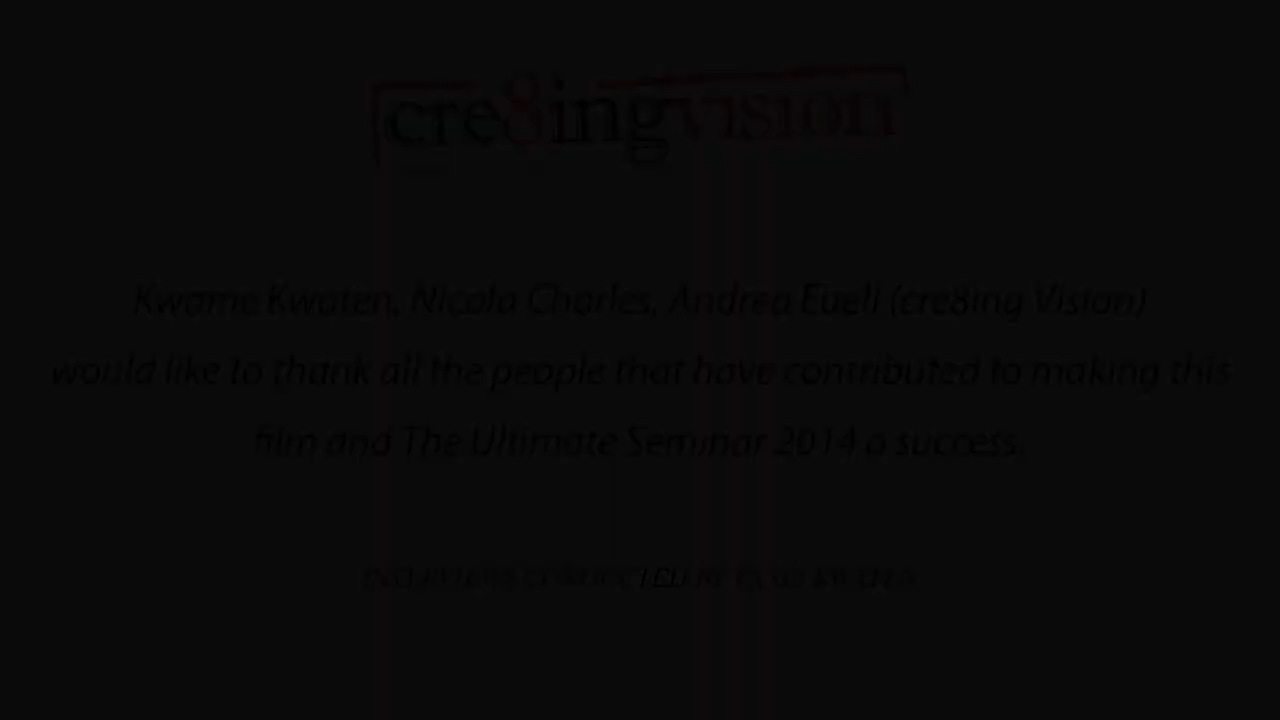 cre8ingvision
Kwame Kwaten, Nicola Charles, Andrea Euell (cre8ing Vision)
would like to thank all the people that have contributed to making this
film and The Ultimate Seminar 2014 a success.